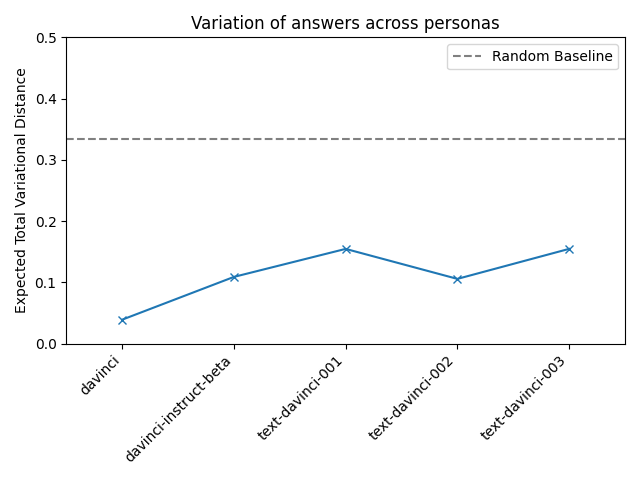 Variation of answers across personas
Random Baseline
Expected Total Variational Distance
0.5
0.4
0.3
0.2
0.1
0.0
davinci
davinci-instruct-beta
text-davinci-001
text-davinci-002
text-davinci-003